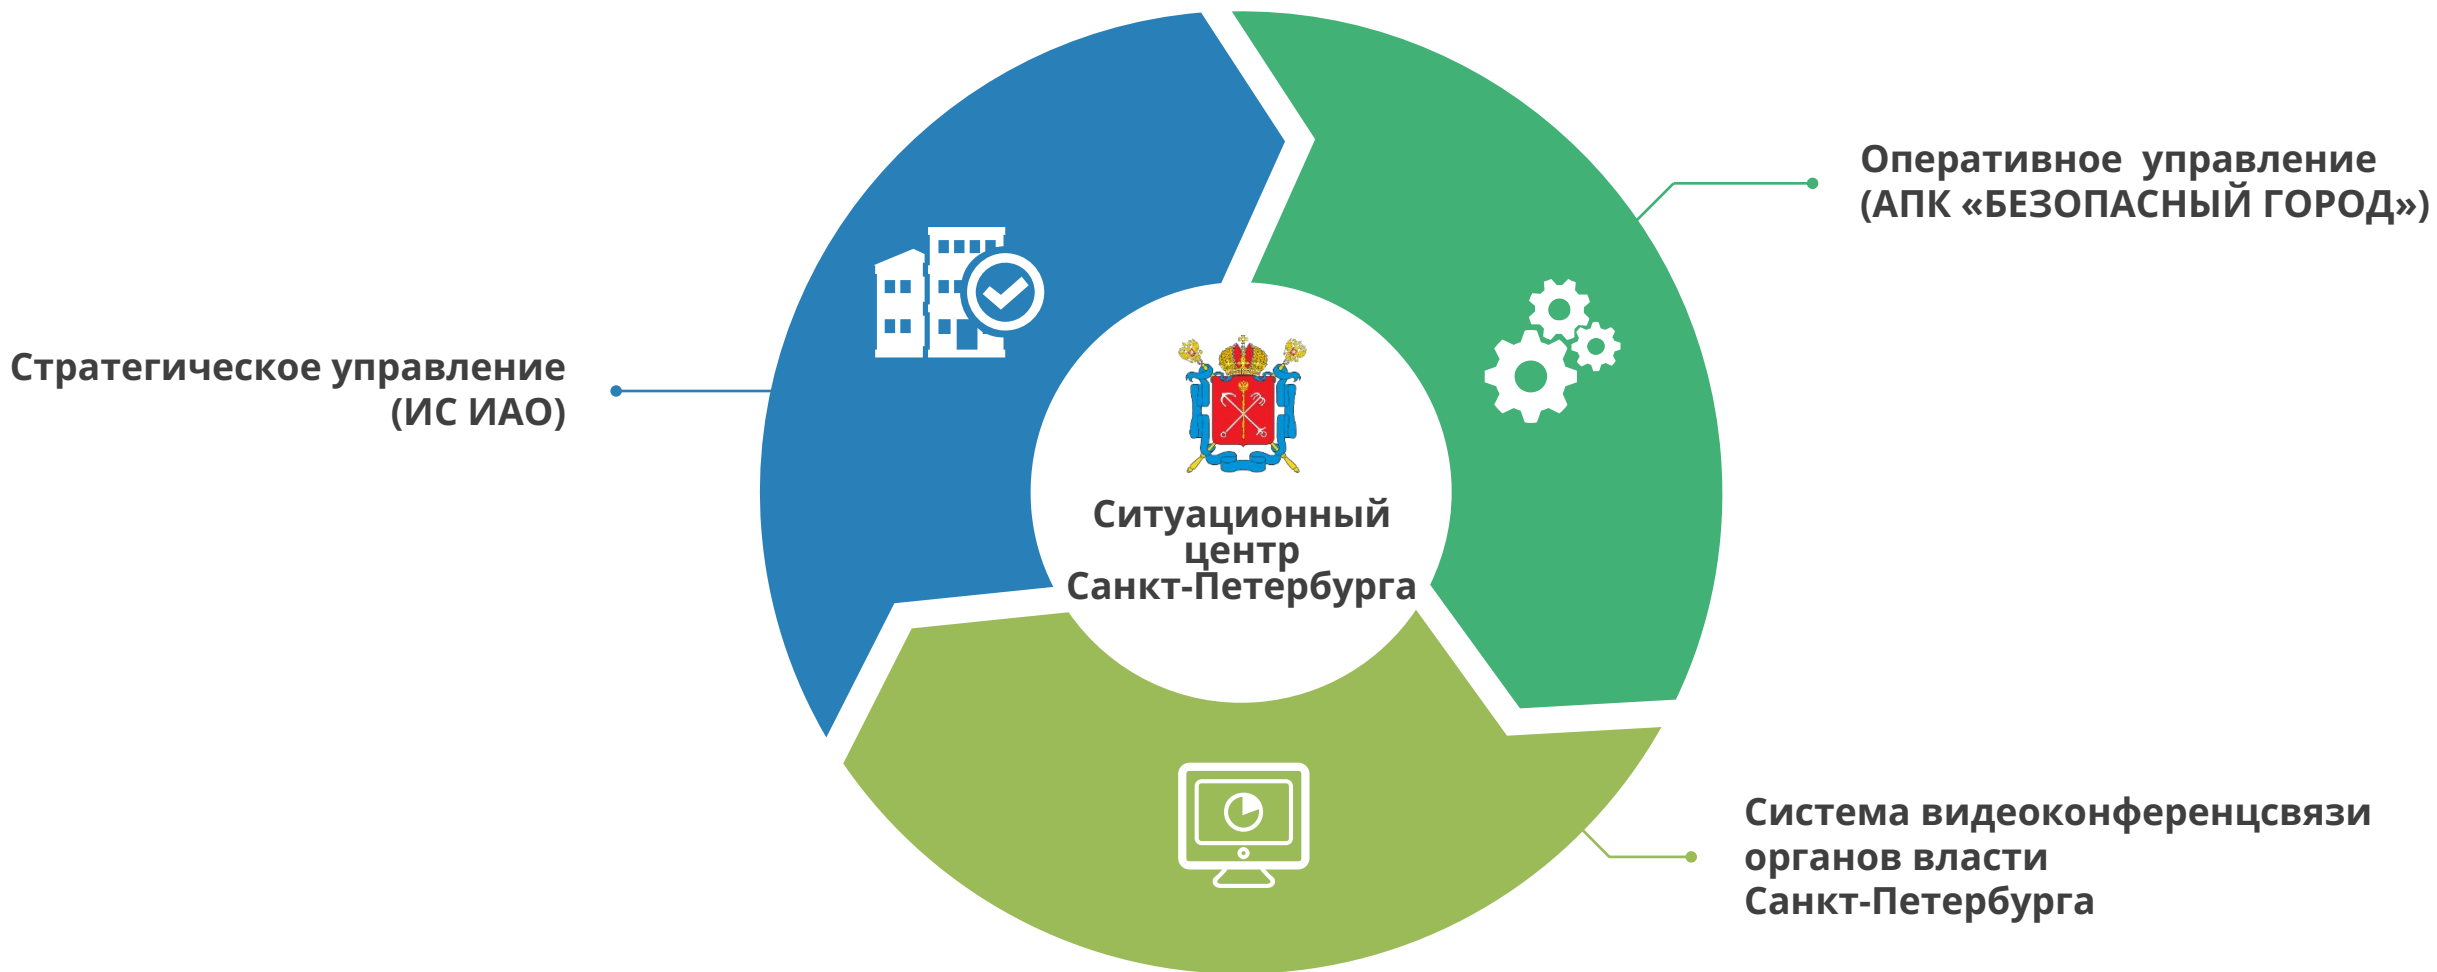 Оперативное управление
(АПК «БЕЗОПАСНЫЙ ГОРОД»)
Стратегическое управление
(ИС ИАО)
Ситуационный
центр
Санкт-Петербурга
Система видеоконференцсвязи
органов власти
Санкт-Петербурга